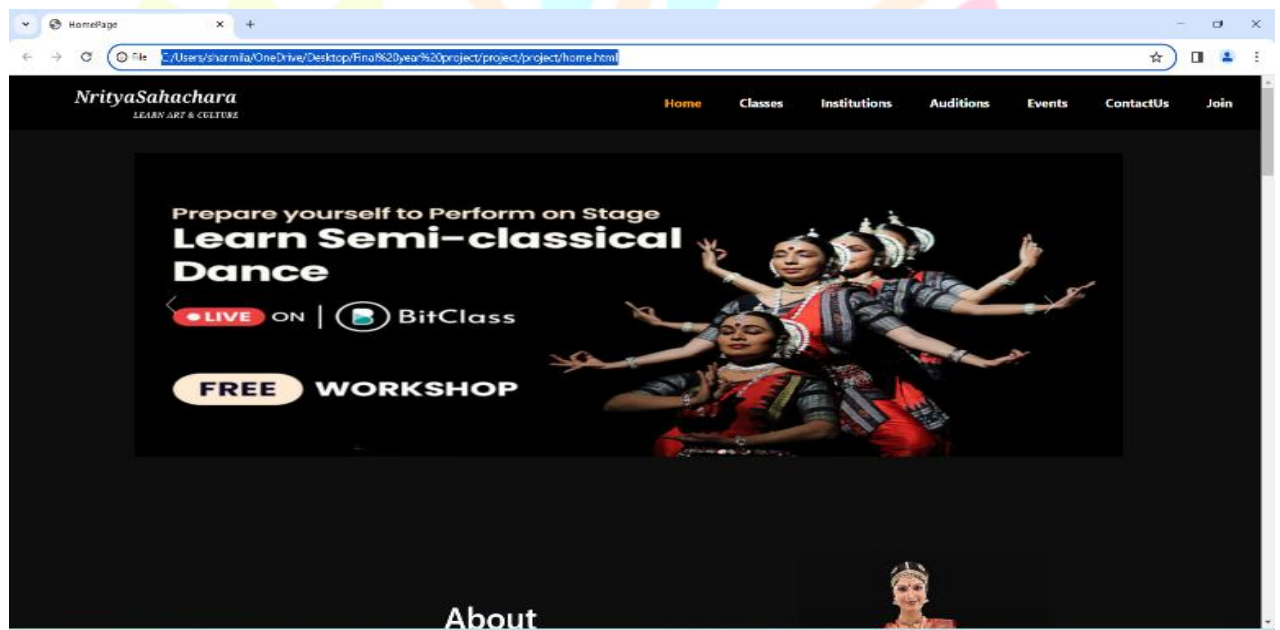 HomePage
File C:/Users/sharmila/OneDrive/Desktop/Final%20year%20project/project/project/home.html
NrityaSahachara
LEARN ART & CULTURE
Home Classes Institutions Auditions Events ContactUs Join
Prepare yourself to Perform on Stage
Learn Semi-classical
Dance
LIVE ON | BitClass
FREE WORKSHOP
About